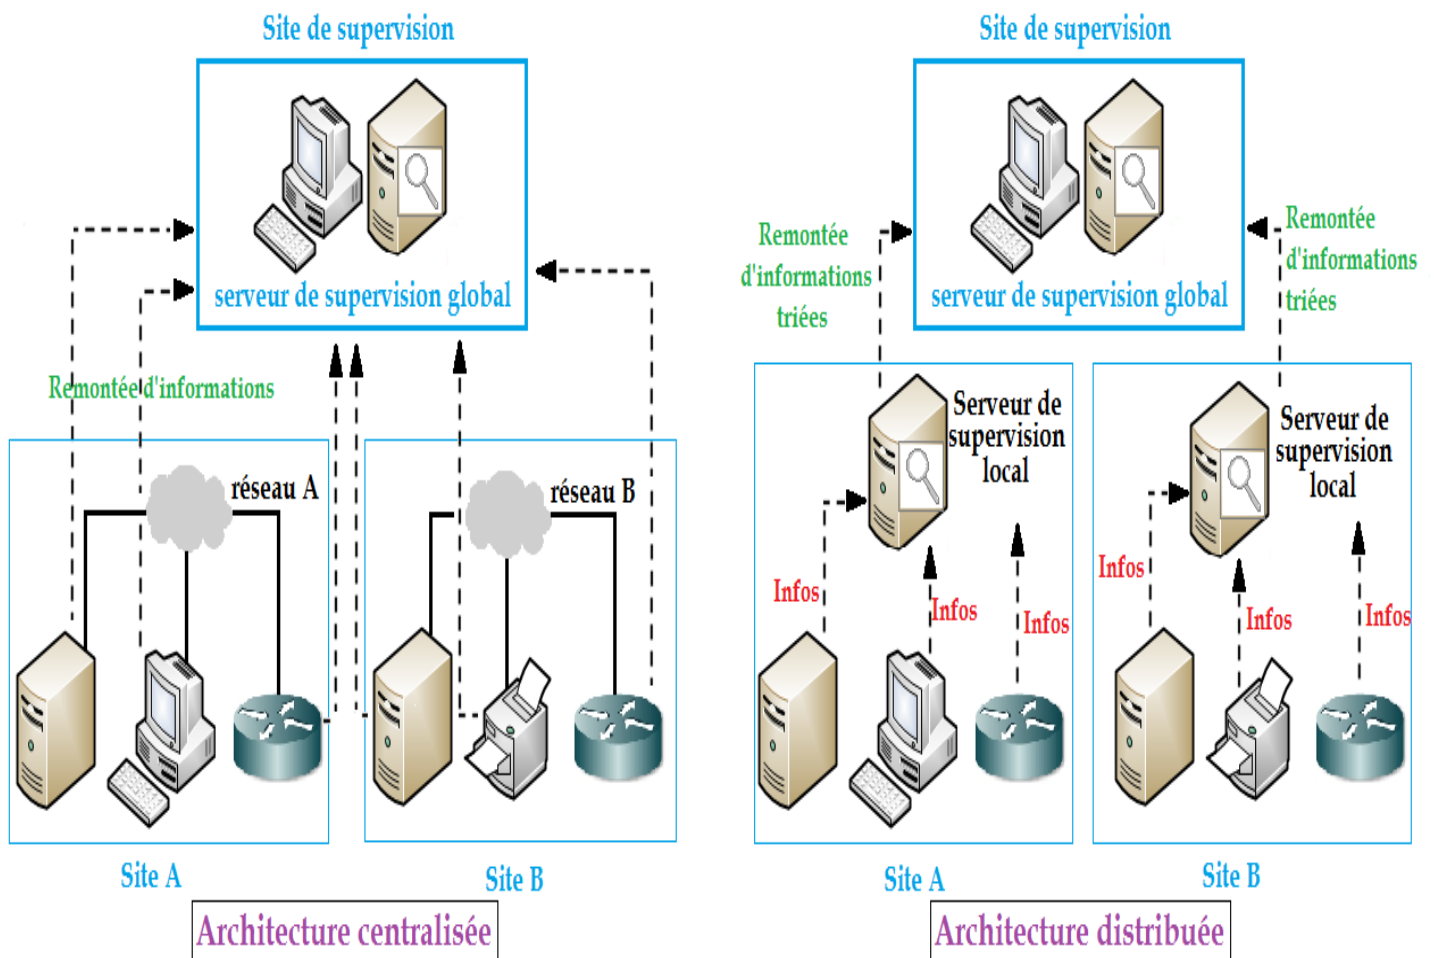 Site de supervision
serveur de supervision global
Remontée d'informations
réseau A
réseau B
Site A
Site B
Architecture centralisée
Site de supervision
serveur de supervision global
Remontée
d'informations
triées
Remontée
d'informations
triées
Serveur de
supervision
local
Serveur de
supervision
local
Infos
Infos
Infos
Infos
Infos
Infos
Site A
Site B
Architecture distribuée